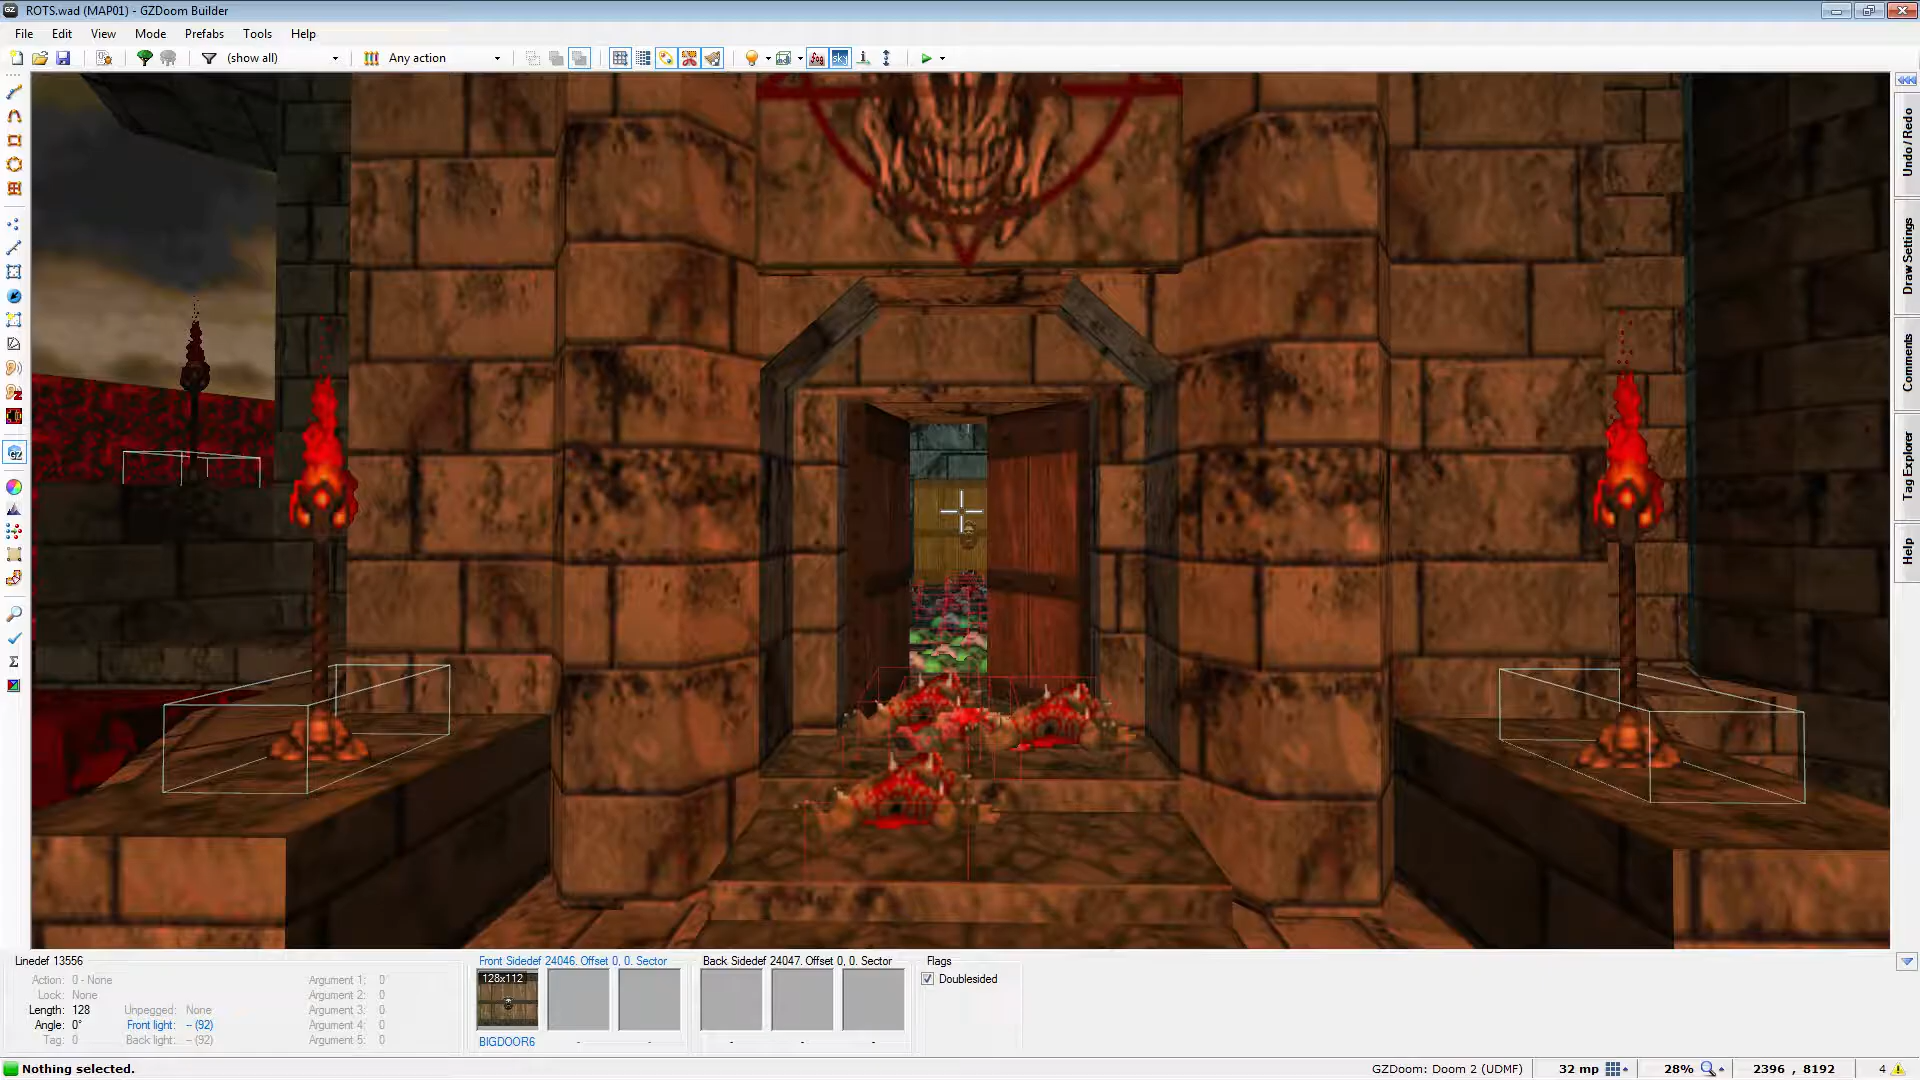 ROTS.wad (MAP01) - GZDoom Builder
File Edit View Mode Prefabs Tools Help
(show all) Any action
Undo / Redo
Draw Settings
Comments
Tag Explorer
Help
Linedef 13556
Action: 0 - None
Lock: None
Length: 128
Angle: 0°
Tag: 0
Unpegged: None
Front light: -- (92)
Back light: -- (92)
Argument 1: 0
Argument 2: 0
Argument 3: 0
Argument 4: 0
Argument 5: 0
Front Sidedef 24046. Offset 0, 0. Sector
128x112
BIGDOOR6 - -
Back Sidedef 24047. Offset 0, 0. Sector
- - -
Flags
Doublesided
Nothing selected.
GZDoom: Doom 2 (UDMF) 32 mp 28% 2396 , 8192 4